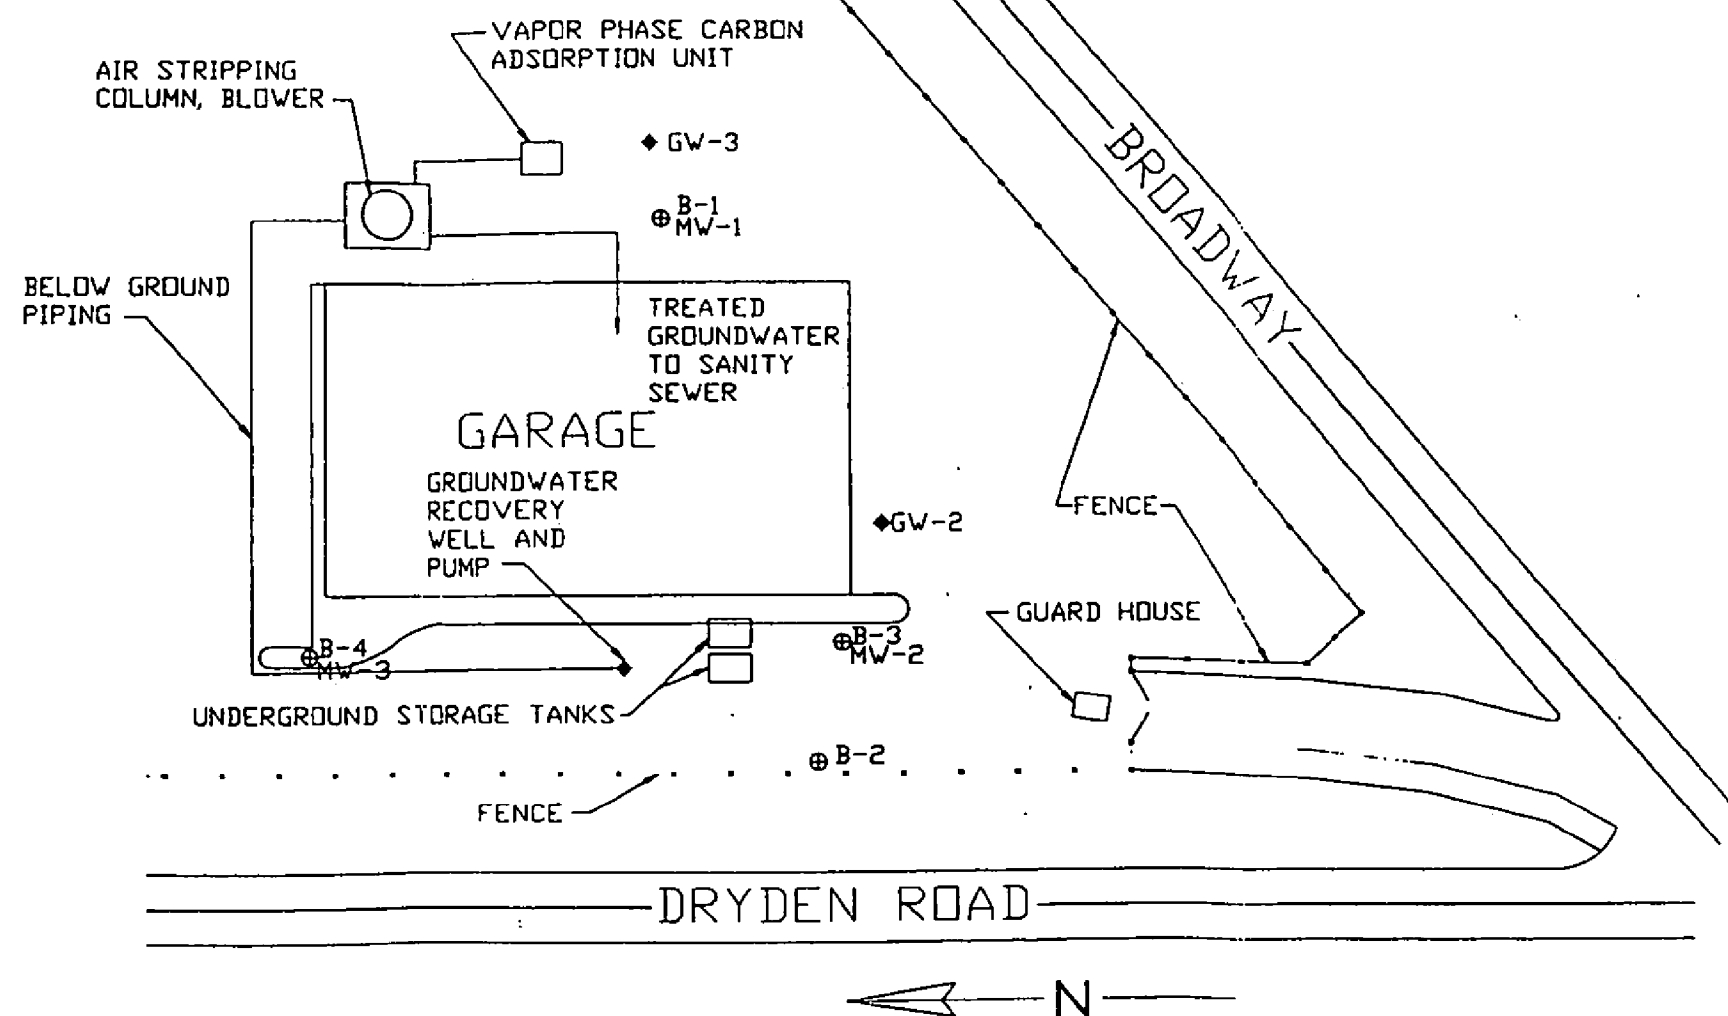 VAPOR PHASE CARBON
ADSORPTION UNIT
AIR STRIPPING
COLUMN, BLOWER
GW-3
B-1
MW-1
BROADWAY
BELOW GROUND
PIPING
TREATED
GROUNDWATER
TO SANITY
SEWER
GARAGE
GROUNDWATER
RECOVERY
WELL AND
PUMP
GW-2
FENCE
GUARD HOUSE
B-3
MW-2
B-4
MW-3
UNDERGROUND STORAGE TANKS
B-2
FENCE
DRYDEN ROAD
N